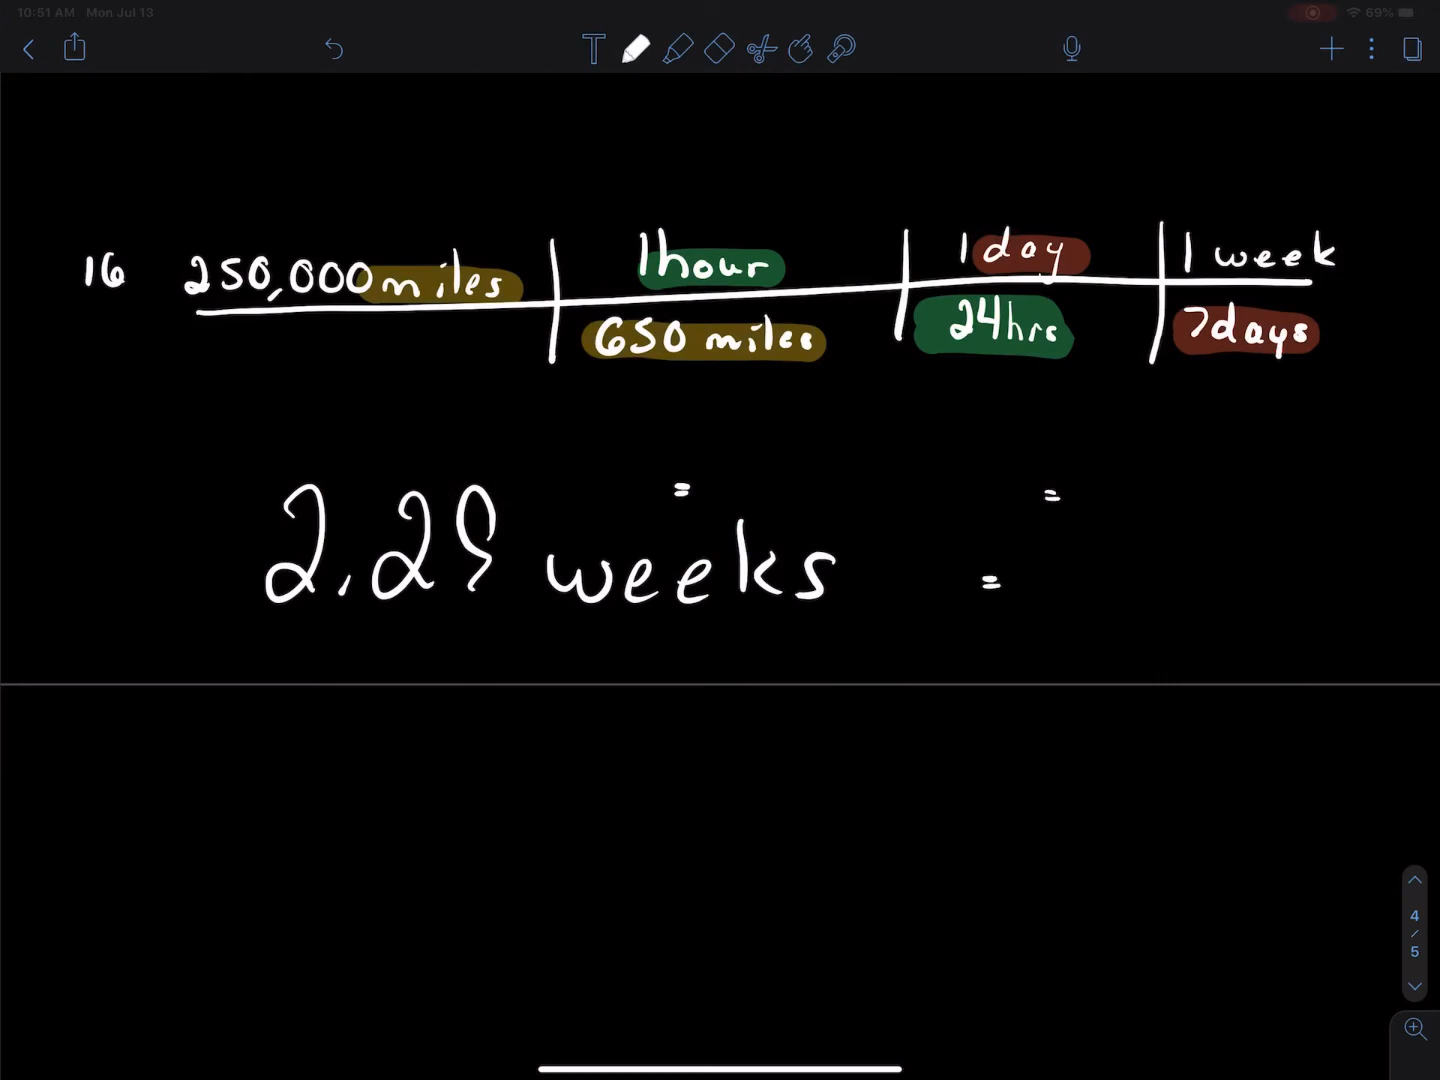 10:51 AM Mon Jul 13 69%
T
16 250,000 miles 1 hour 1 day 1 week
650 miles 24 hrs 7 days
= =
2.29 weeks =
4
/
5